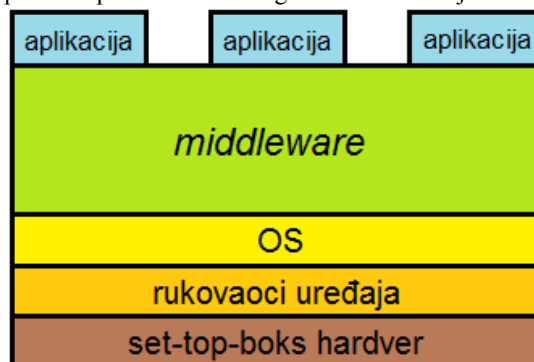 aplikacija aplikacija aplikacija
middleware
OS
rukovaoci uređaja
set-top-boks hardver